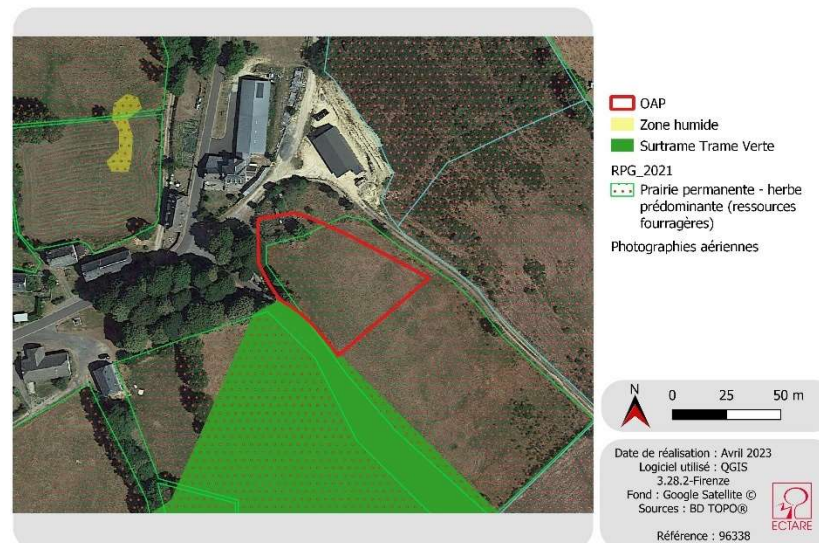 OAP
Zone humide
Surtrame Trame Verte
RPG_2021
Prairie permanente - herbe
prédominante (ressources
fourragères)
Photographies aériennes
N
0 25 50 m
Date de réalisation : Avril 2023
Logiciel utilisé : QGIS
3.28.2-Firenze
Fond : Google Satellite ©
Sources : BD TOPO®
Référence : 96338
ECTARE